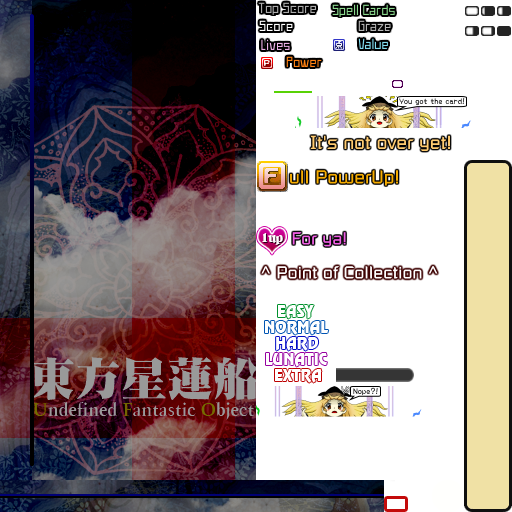 Top Score
Spell Cards
Score
Graze
Lives
Value
P Power
You got the card!
It's not over yet!
Full PowerUp!
1up For ya!
^ Point of Collection ^
EASY
NORMAL
HARD
LUNATIC
EXTRA
Nope?!
東方星蓮船
Undefined Fantastic Object